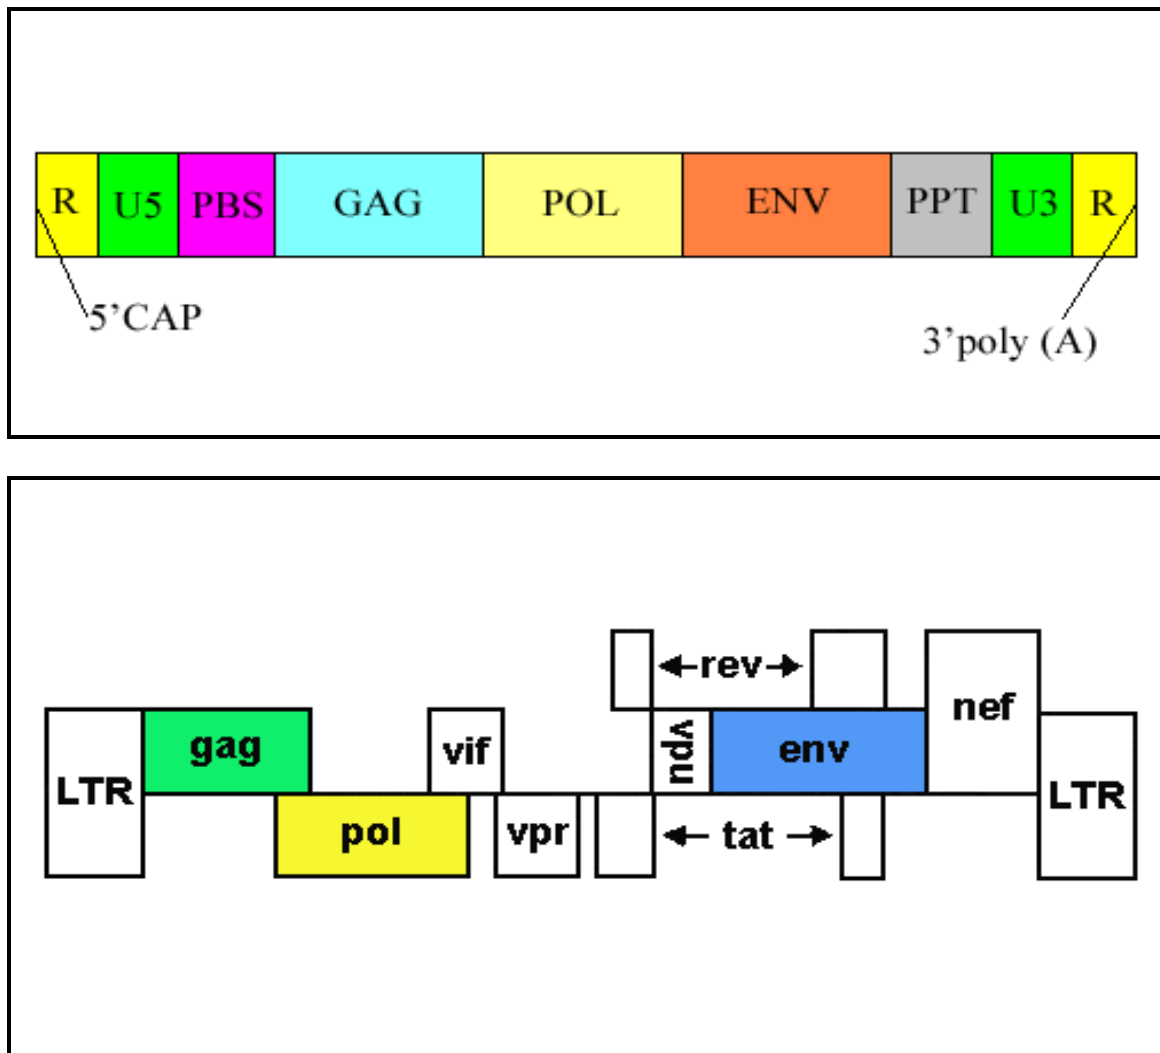 R U5 PBS GAG POL ENV PPT U3 R
5’CAP
3’poly (A)
rev
nef
gag vif vpu env
LTR LTR
pol vpr tat